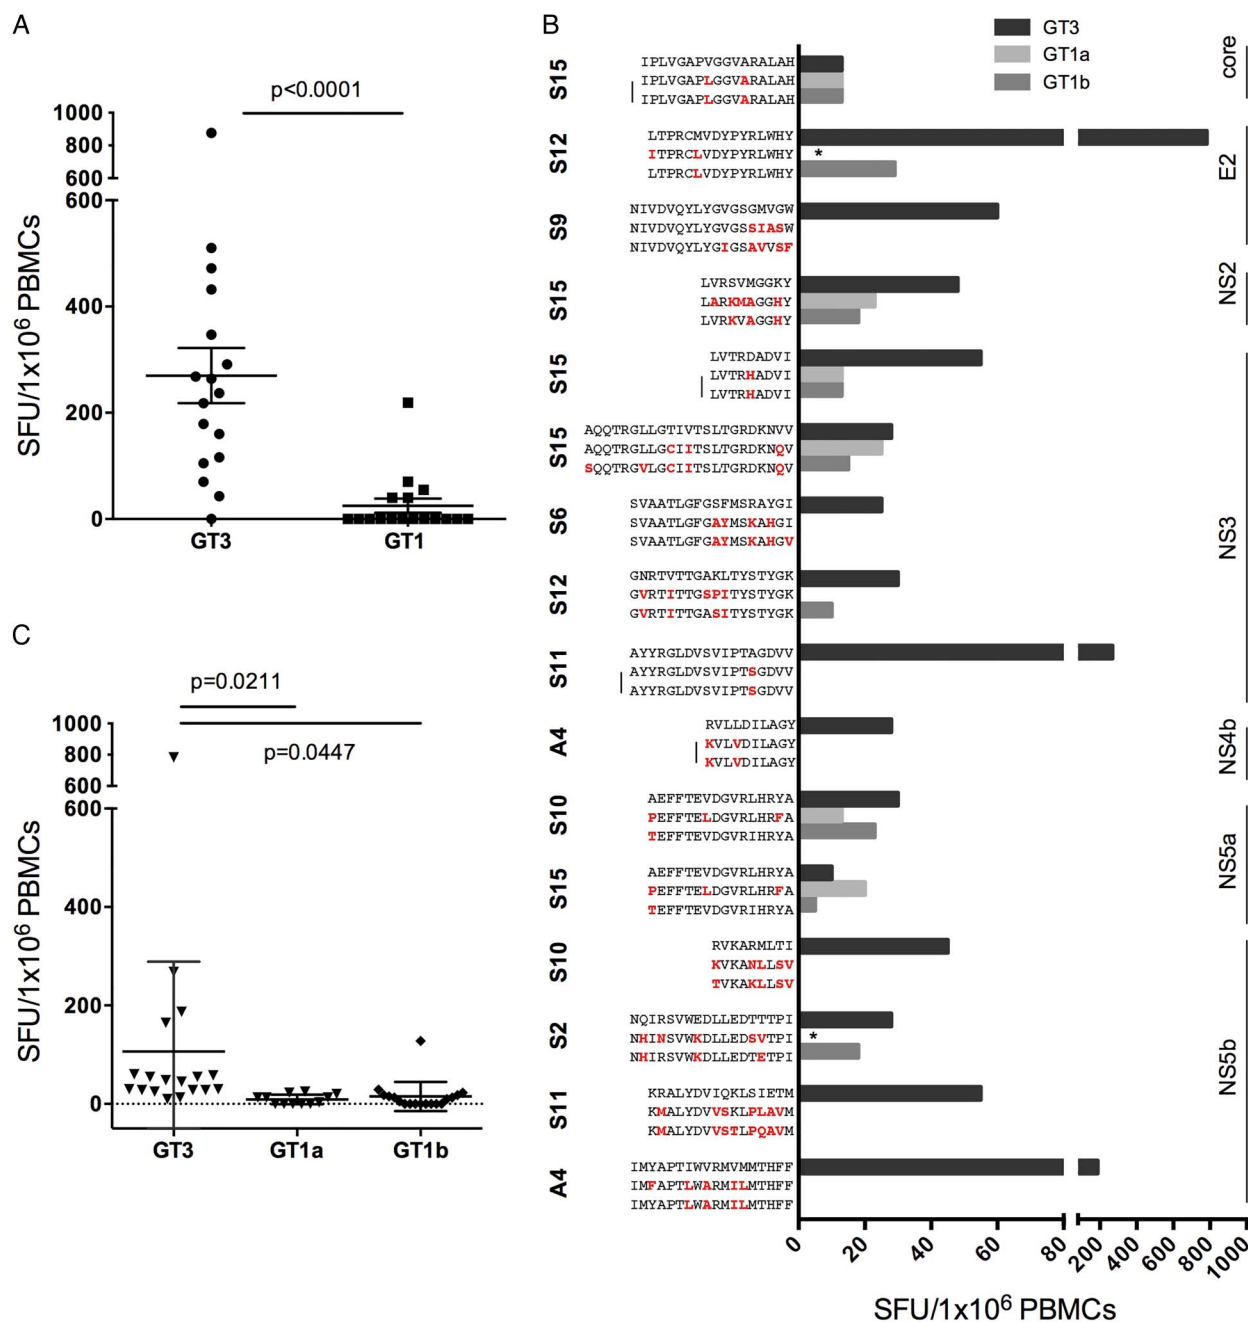 A
p<0.0001
1000
800
600
600
400
200
0
SFU/1x10⁶ PBMCs
GT3
GT1
B
GT3
GT1a
GT1b
S15
IPLVGAPVGGVARALAH
IPLVGAPLGGVARALAH
IPLVGAPLGGVARALAH
core
S12
LTPRCMVDYPYRLWHY
ITPRCLVDYPYRLWHY
*
LTPRCLVDYPYRLWHY
E2
S9
NIVDVQYLYGVGSGMVGW
NIVDVQYLYGVGSSIASW
NIVDVQYLYGIGSAVVSF
S15
LVRSVMGGKY
LARKMAGGHY
LVRKVAGGHY
NS2
S15
LVTRDADVI
LVTRHADVI
LVTRHADVI
S15
AQQTRGLLGTIVTSLTGRDKNVV
AQQTRGLLGCIITSLTGRDKNQV
SQQTRGVLGCIITSLTGRDKNQV
S6
SVAATLGFGSFMSRAYGI
SVAATLGFGAYMSKAHGI
SVAATLGFGAYMSKAHGV
NS3
S12
GNRTVTTGAKLTYSTYGK
GVRTITTGSPITYSTYGK
GVRTITTGASITYSTYGK
S11
AYYRGLDVSVIPTAGDVV
AYYRGLDVSVIPTSGDVV
AYYRGLDVSVIPTSGDVV
A4
RVLLDILAGY
KVLVDILAGY
KVLVDILAGY
NS4b
S10
AEFFTEVDGVRLHRYA
PEFFTELDGVRLHRFA
TEFFTEVDGVRIHRYA
NS5a
S15
AEFFTEVDGVRLHRYA
PEFFTELDGVRLHRFA
TEFFTEVDGVRIHRYA
S10
RVKARMLTI
KVKANLLSV
TVKAKLLSV
S2
NQIRSVWEDLLEDTTTPI
NHINSVWKDLLEDSVTPI
*
NHIRSVWKDLLEDTETPI
NS5b
S11
KRALYDVIQKLSIETM
KMALYDVVSKLPLAVM
KMALYDVVSTLPQAVM
A4
IMYAPTIWVRMVMMTHFF
IMFAPTLWARMILMTHFF
IMYAPTLWARMILMTHFF
0
20
40
60
80
200
400
600
800
1000
SFU/1x10⁶ PBMCs
C
p=0.0211
p=0.0447
1000
800
600
600
400
200
0
SFU/1x10⁶ PBMCs
GT3
GT1a
GT1b